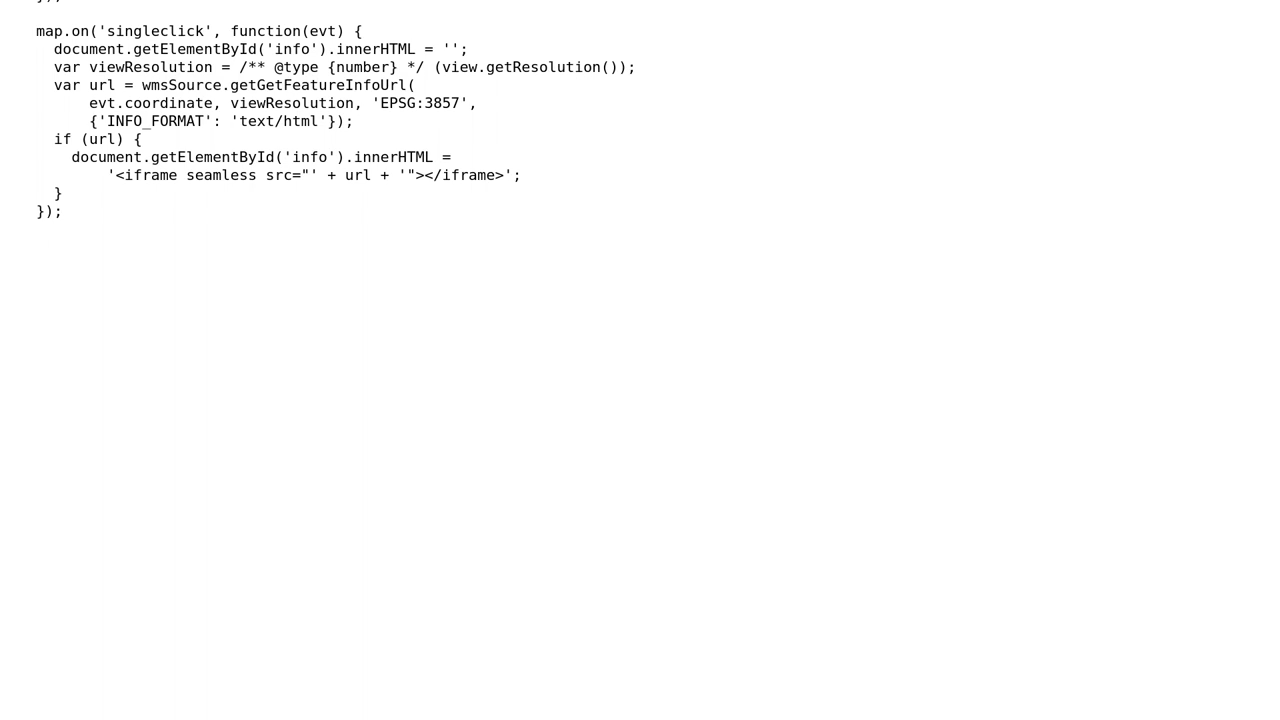 });
map.on('singleclick', function(evt) {
  document.getElementById('info').innerHTML = '';
  var viewResolution = /** @type {number} */ (view.getResolution());
  var url = wmsSource.getGetFeatureInfoUrl(
      evt.coordinate, viewResolution, 'EPSG:3857',
      {'INFO_FORMAT': 'text/html'});
  if (url) {
    document.getElementById('info').innerHTML =
        '<iframe seamless src="' + url + '"></iframe>';
  }
});